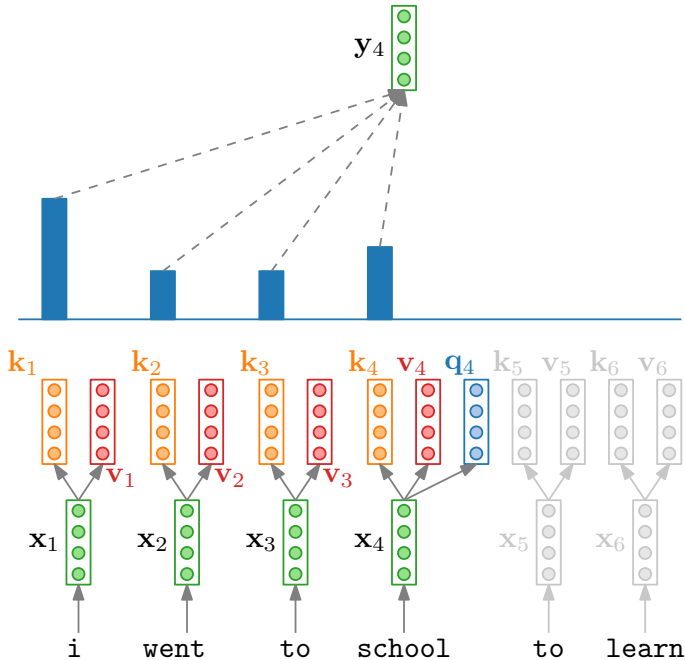 y4
k1 k2 k3 k4 v4 q4 k5 v5 k6 v6
v1 v2 v3
x1 x2 x3 x4 x5 x6
i went to school to learn